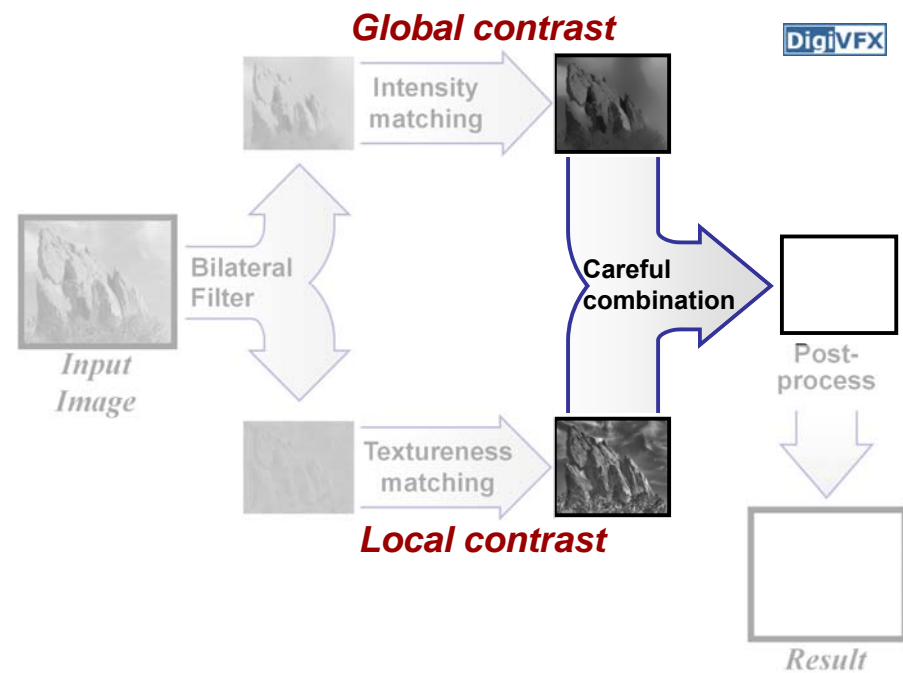 Global contrast
DigiVFX
Intensity
matching
Bilateral
Filter
Careful
combination
Input
Image
Post-
process
Textureness
matching
Local contrast
Result